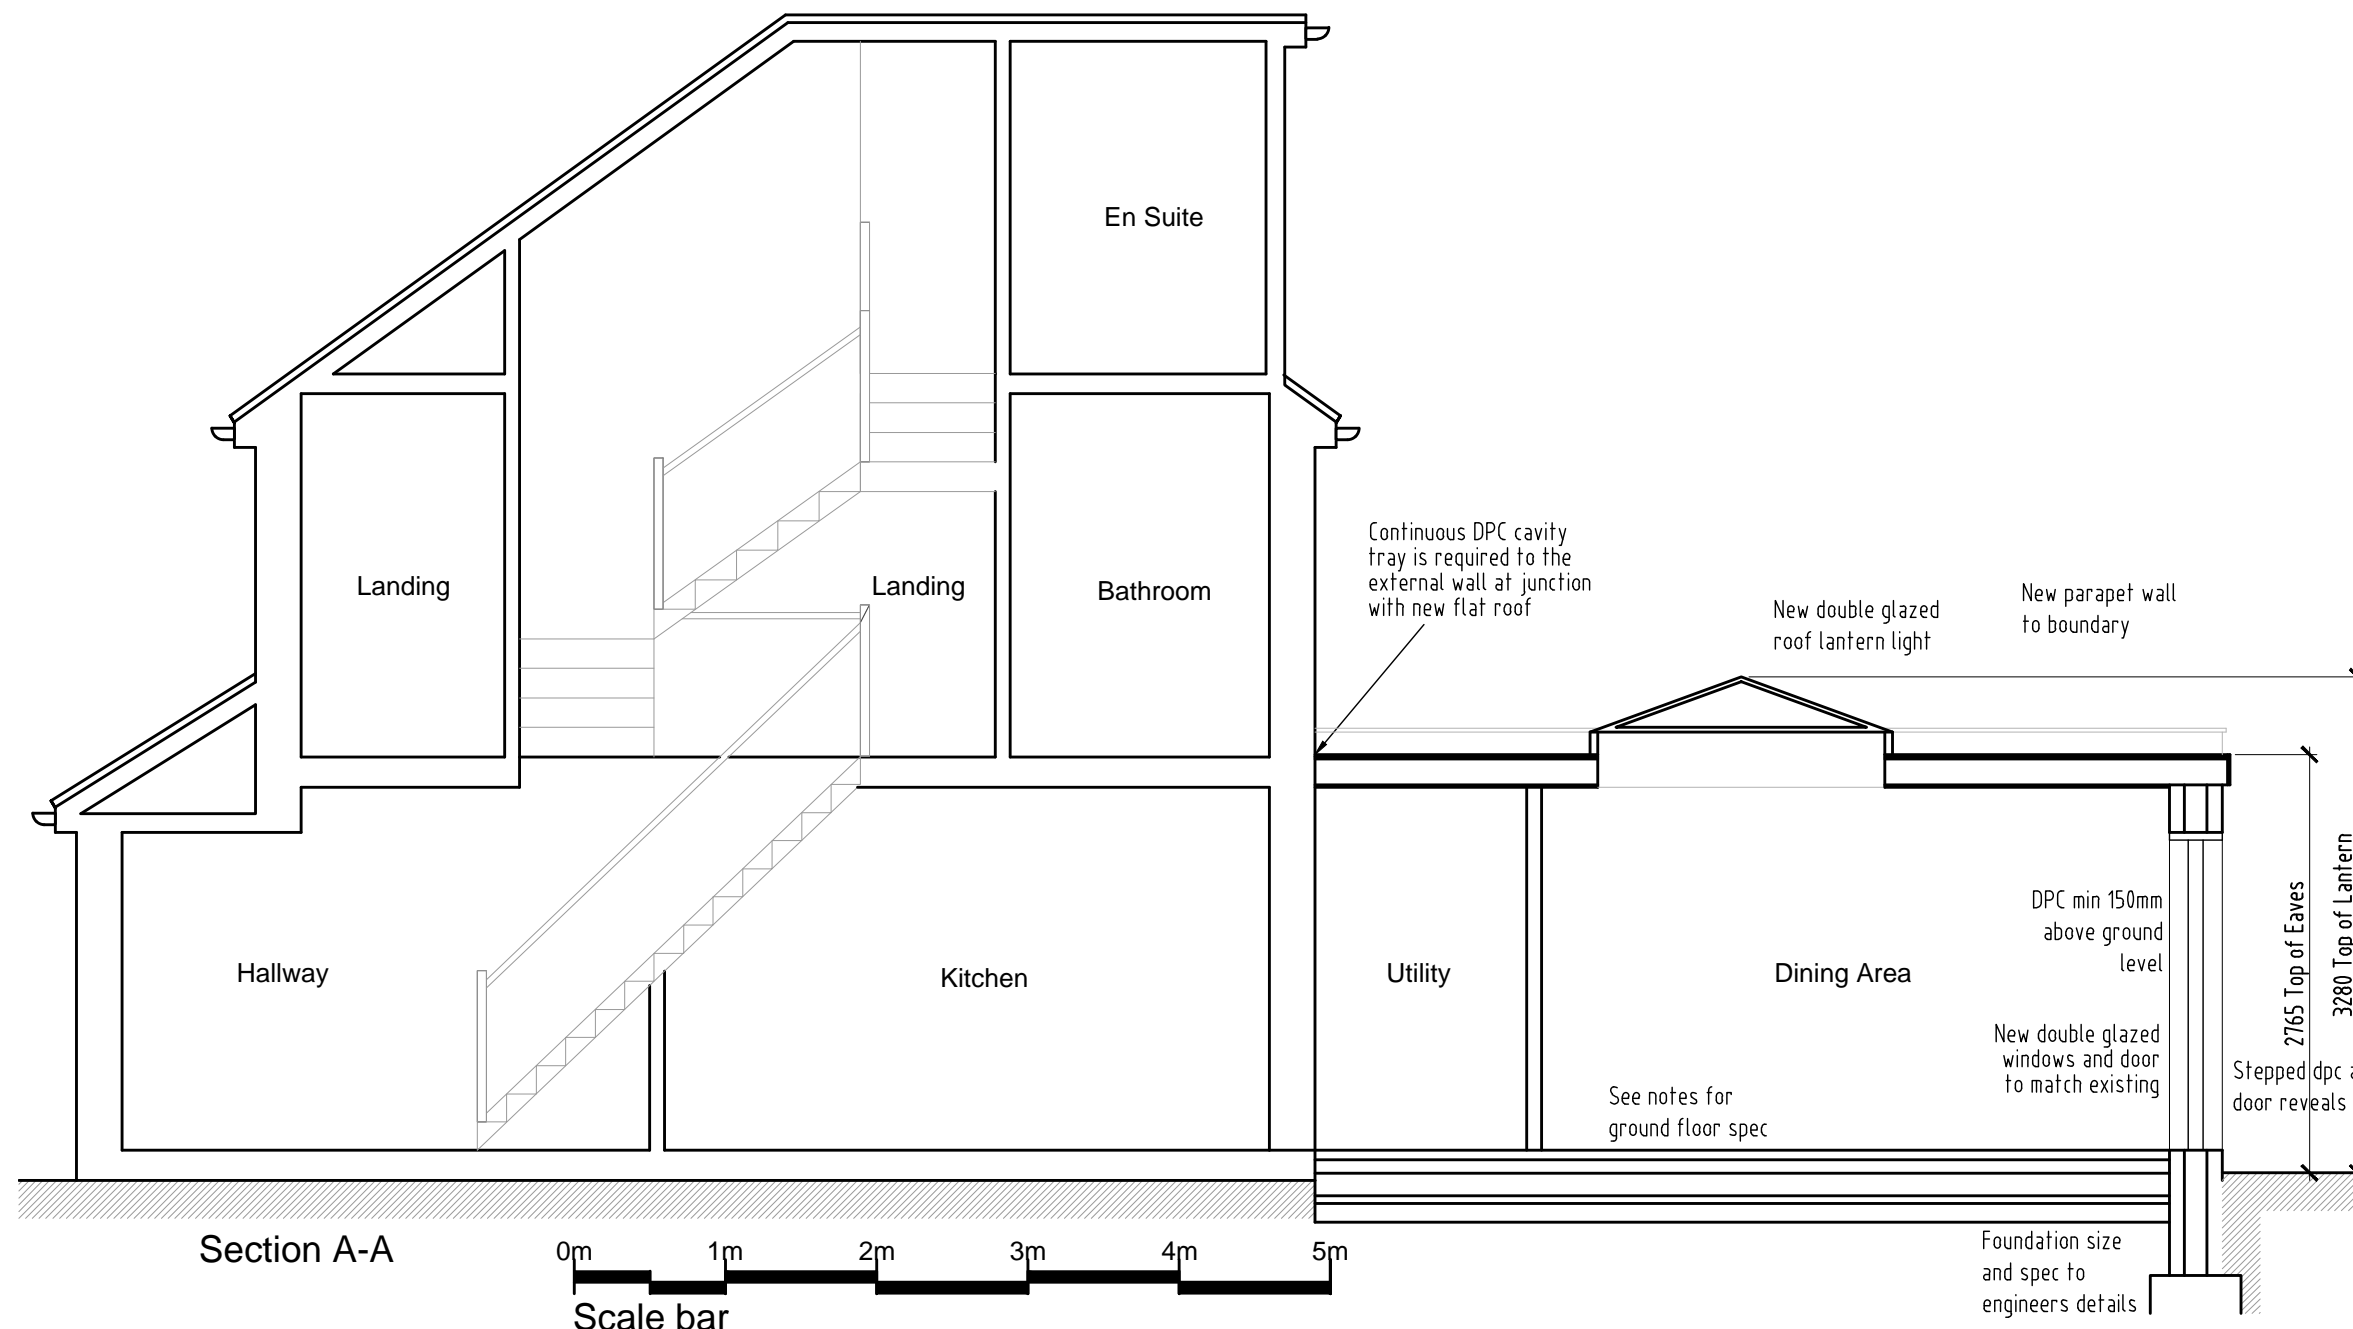 En Suite
Landing
Landing
Bathroom
Continuous DPC cavity
tray is required to the
external wall at junction
with new flat roof
New double glazed
roof lantern light
New parapet wall
to boundary
Hallway
Kitchen
Utility
Dining Area
DPC min 150mm
above ground
level
New double glazed
windows and door
to match existing
See notes for
ground floor spec
2765 Top of Eaves
3280 Top of Lantern
Stepped dpc
door reveals
Section A-A
0m 1m 2m 3m 4m 5m
Scale bar
Foundation size
and spec to
engineers details